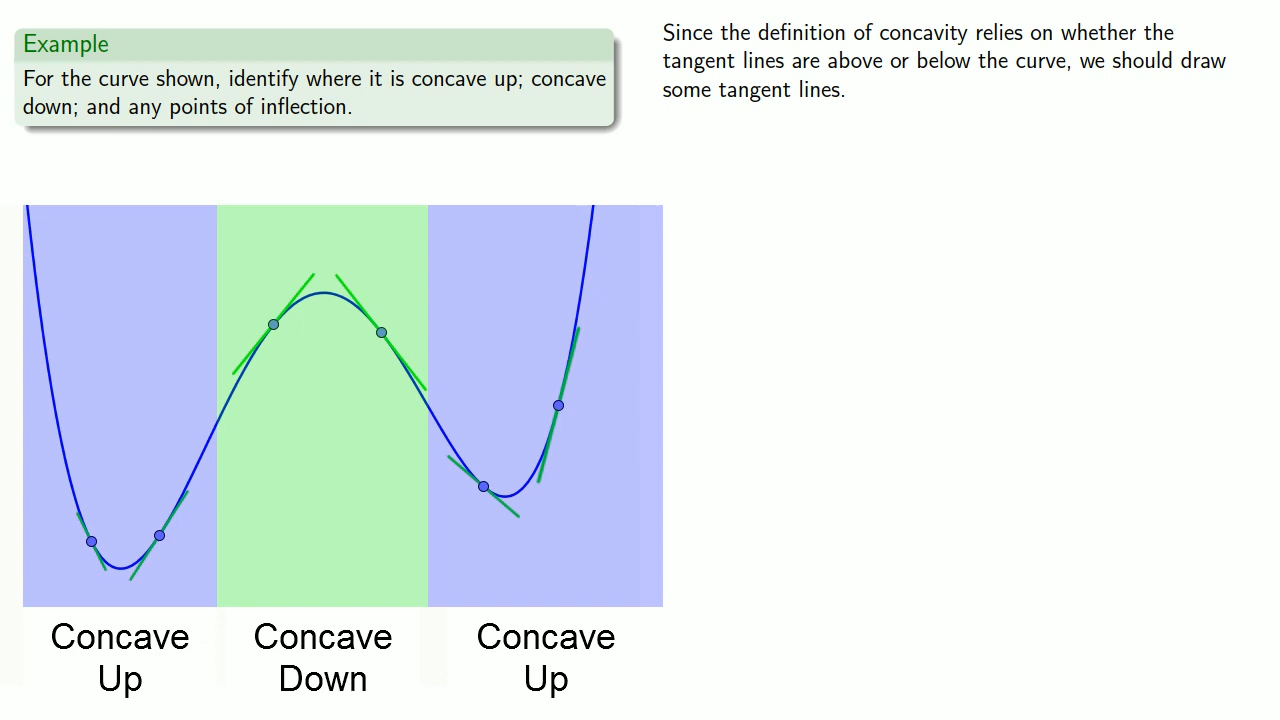 Example
For the curve shown, identify where it is concave up; concave
down; and any points of inflection.
Since the definition of concavity relies on whether the
tangent lines are above or below the curve, we should draw
some tangent lines.
Concave
Up
Concave
Down
Concave
Up